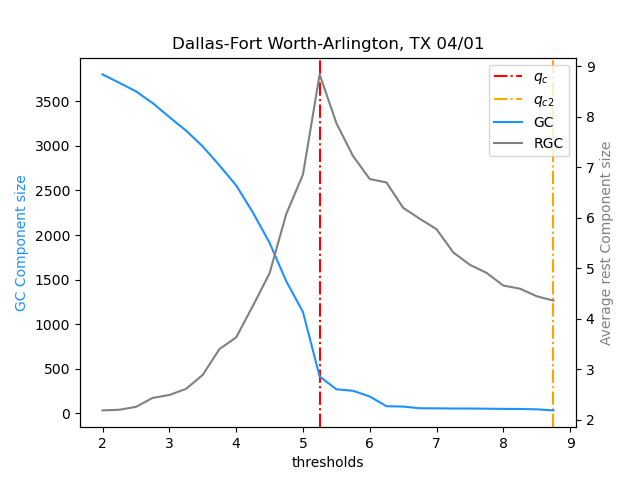 Dallas-Fort Worth-Arlington, TX 04/01
GC Component size
3500
3000
2500
2000
1500
1000
500
0
2 3 4 5 6 7 8 9
thresholds
9
8
7
6
5
4
3
2
Average rest Component size
qc
qc2
GC
RGC